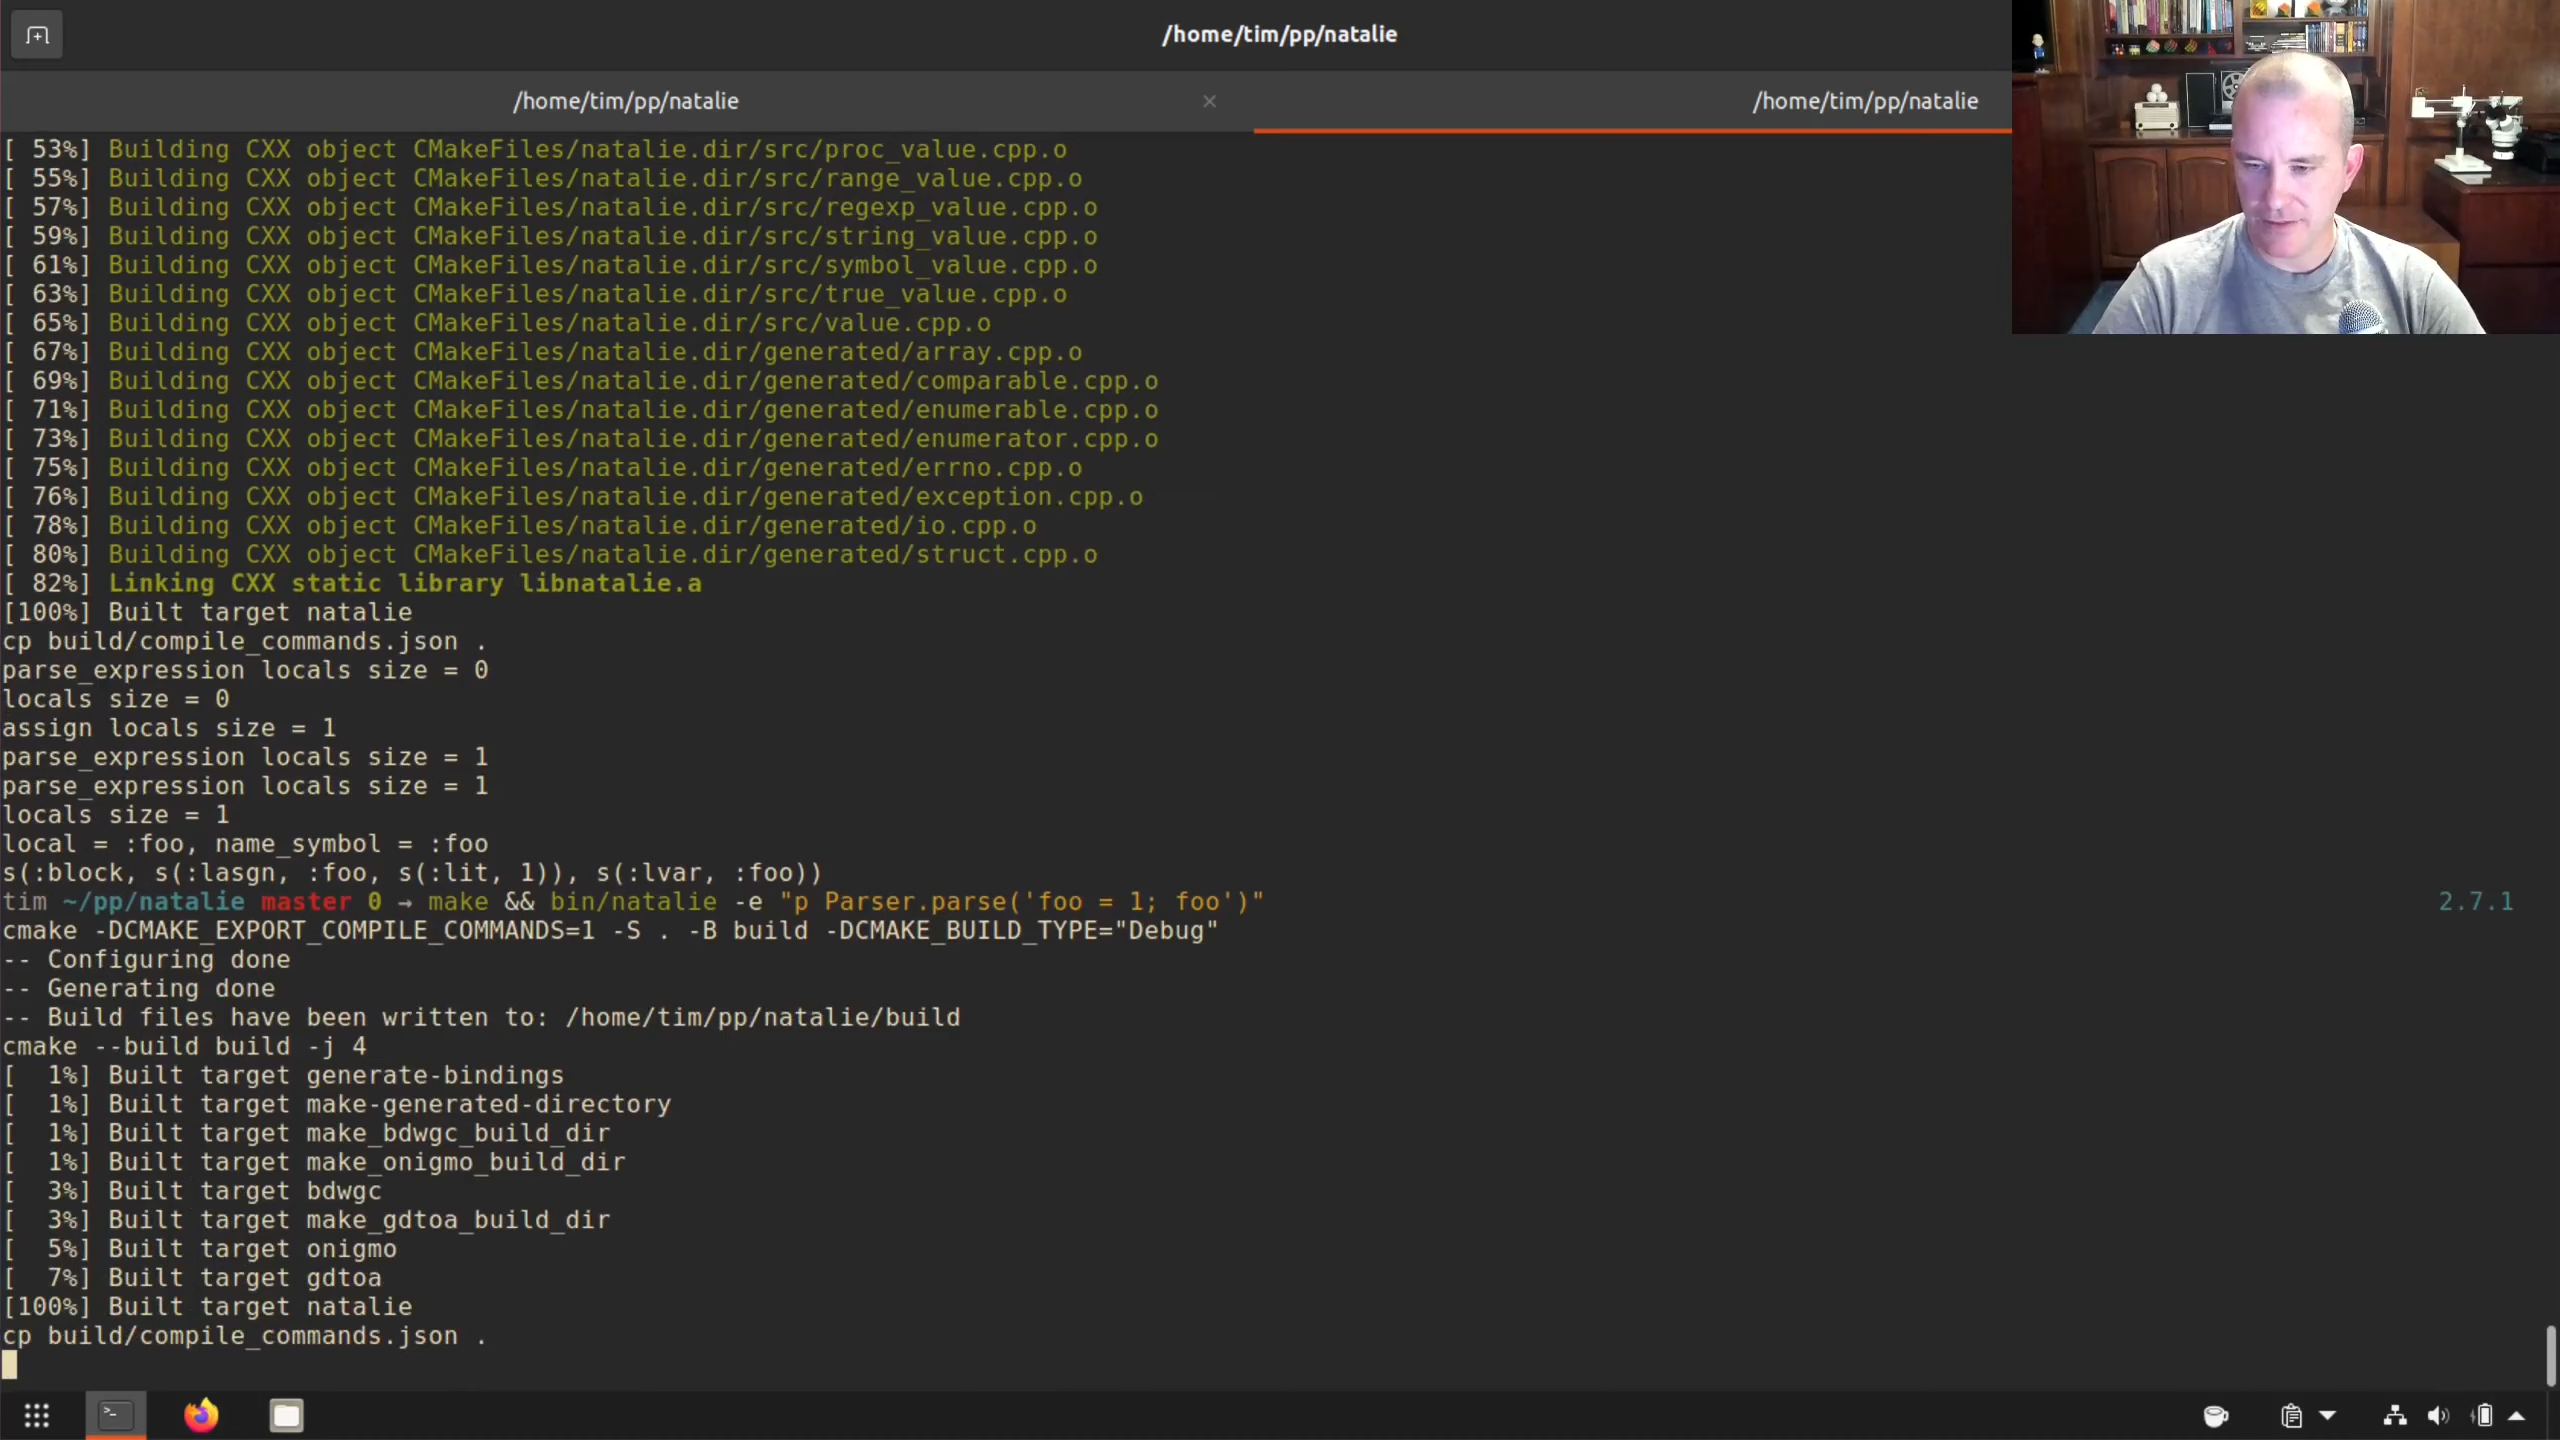 /home/tim/pp/natalie
/home/tim/pp/natalie × /home/tim/pp/natalie
[ 53%] Building CXX object CMakeFiles/natalie.dir/src/proc_value.cpp.o
[ 55%] Building CXX object CMakeFiles/natalie.dir/src/range_value.cpp.o
[ 57%] Building CXX object CMakeFiles/natalie.dir/src/regexp_value.cpp.o
[ 59%] Building CXX object CMakeFiles/natalie.dir/src/string_value.cpp.o
[ 61%] Building CXX object CMakeFiles/natalie.dir/src/symbol_value.cpp.o
[ 63%] Building CXX object CMakeFiles/natalie.dir/src/true_value.cpp.o
[ 65%] Building CXX object CMakeFiles/natalie.dir/src/value.cpp.o
[ 67%] Building CXX object CMakeFiles/natalie.dir/generated/array.cpp.o
[ 69%] Building CXX object CMakeFiles/natalie.dir/generated/comparable.cpp.o
[ 71%] Building CXX object CMakeFiles/natalie.dir/generated/enumerable.cpp.o
[ 73%] Building CXX object CMakeFiles/natalie.dir/generated/enumerator.cpp.o
[ 75%] Building CXX object CMakeFiles/natalie.dir/generated/errno.cpp.o
[ 76%] Building CXX object CMakeFiles/natalie.dir/generated/exception.cpp.o
[ 78%] Building CXX object CMakeFiles/natalie.dir/generated/io.cpp.o
[ 80%] Building CXX object CMakeFiles/natalie.dir/generated/struct.cpp.o
[ 82%] Linking CXX static library libnatalie.a
[100%] Built target natalie
cp build/compile_commands.json .
parse_expression locals size = 0
locals size = 0
assign locals size = 1
parse_expression locals size = 1
parse_expression locals size = 1
locals size = 1
local = :foo, name_symbol = :foo
s(:block, s(:lasgn, :foo, s(:lit, 1)), s(:lvar, :foo))
tim ~/pp/natalie master 0 → make && bin/natalie -e "p Parser.parse('foo = 1; foo')" 2.7.1
cmake -DCMAKE_EXPORT_COMPILE_COMMANDS=1 -S . -B build -DCMAKE_BUILD_TYPE="Debug"
-- Configuring done
-- Generating done
-- Build files have been written to: /home/tim/pp/natalie/build
cmake --build build -j 4
[  1%] Built target generate-bindings
[  1%] Built target make-generated-directory
[  1%] Built target make_bdwgc_build_dir
[  1%] Built target make_onigmo_build_dir
[  3%] Built target bdwgc
[  3%] Built target make_gdtoa_build_dir
[  5%] Built target onigmo
[  7%] Built target gdtoa
[100%] Built target natalie
cp build/compile_commands.json .